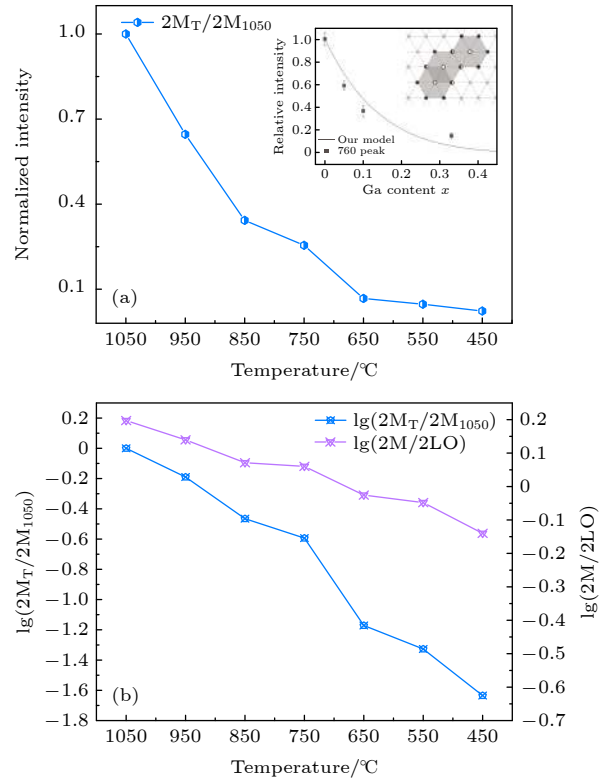 2M_T/2M_1050
1.0
0.7
0.4
0.1
Normalized intensity
(a)
1050 950 850 750 650 550 450
Temperature/℃
1.0
0.8
0.6
0.4
0.2
0
Relative intensity
Our model
760 peak
0 0.1 0.2 0.3 0.4
Ga content x
lg(2M_T/2M_1050)
lg(2M/2LO)
0.2
0
−0.2
−0.4
−0.6
−0.8
−1.0
−1.2
−1.4
−1.6
−1.8
lg(2M_T/2M_1050)
0.2
0.1
0
−0.1
−0.2
−0.3
−0.4
−0.5
−0.6
−0.7
lg(2M/2LO)
(b)
1050 950 850 750 650 550 450
Temperature/℃